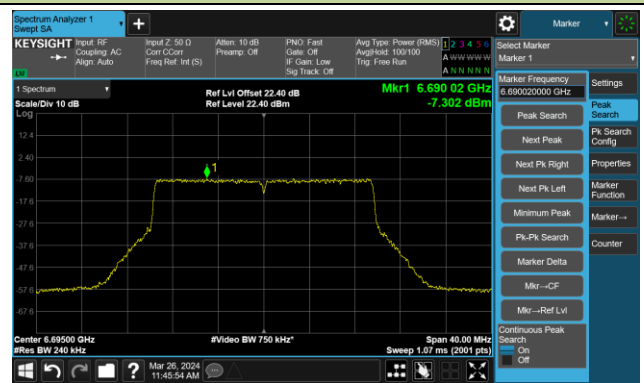 Spectrum Analyzer 1
Swept SA
+
Marker
KEYSIGHT
Input: RF
Coupling: AC
Align: Auto
Input Z: 50 Ω
Corr CCorr
Freq Ref: Int (S)
Atten: 10 dB
Preamp: Off
PNO: Fast
Gate: Off
IF Gain: Low
Sig Track: Off
Avg Type: Power (RMS)
Avg|Hold: 100/100
Trig: Free Run
1 2 3 4 5 6
A W W W W W
A N N N N N
LXI
Select Marker
Marker 1
1 Spectrum
Scale/Div 10 dB
Log
Ref Lvl Offset 22.40 dB
Ref Level 22.40 dBm
Mkr1 6.690 02 GHz
-7.302 dBm
12.4
2.40
-7.60
-17.6
-27.6
-37.6
-47.6
-57.6
-67.6
1
Center 6.69500 GHz
#Res BW 240 kHz
#Video BW 750 kHz*
Span 40.00 MHz
Sweep 1.07 ms (2001 pts)
Marker Frequency
6.690020000 GHz
Peak Search
Next Peak
Next Pk Right
Next Pk Left
Minimum Peak
Pk-Pk Search
Marker Delta
Mkr→CF
Mkr→Ref Lvl
Continuous Peak
Search
On
Off
Settings
Peak
Search
Pk Search
Config
Properties
Marker
Function
Marker→
Counter
?
Mar 26, 2024
11:45:54 AM